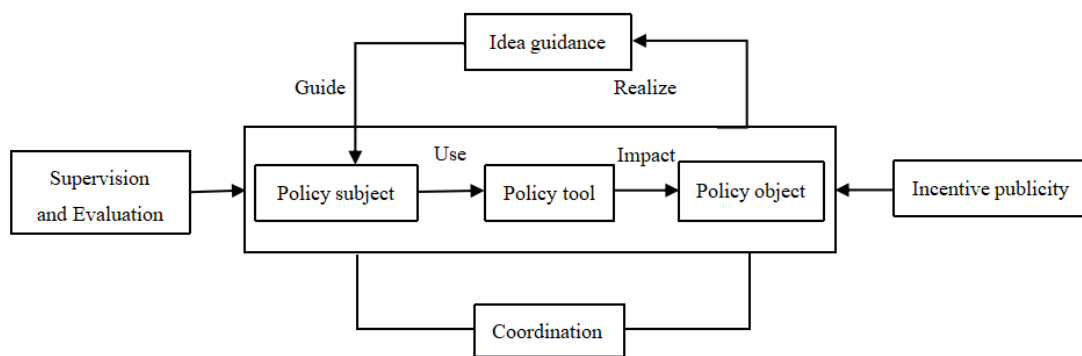 Idea guidance
Guide
Realize
Use
Impact
Supervision
and Evaluation
Policy subject
Policy tool
Policy object
Incentive publicity
Coordination